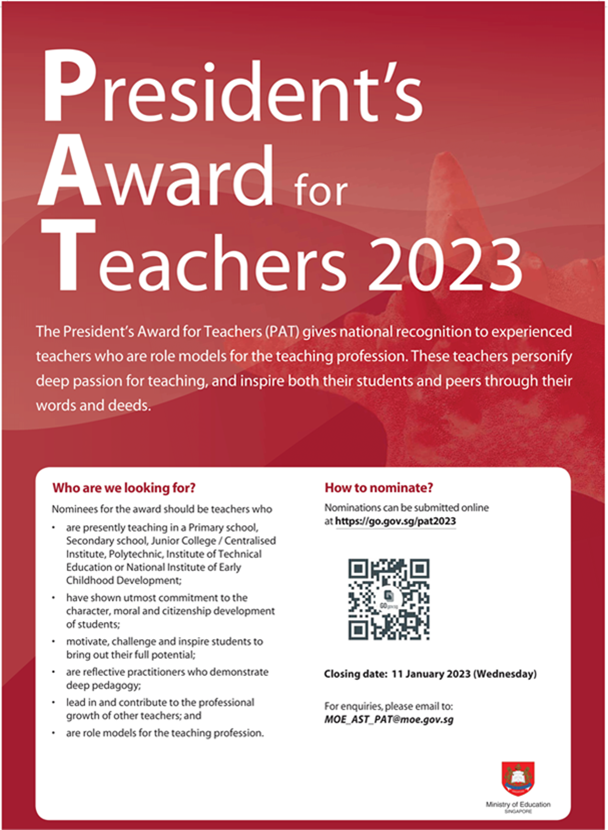 President's
Award for
Teachers 2023
The President's Award for Teachers (PAT) gives national recognition to experienced
teachers who are role models for the teaching profession. These teachers personify
deep passion for teaching, and inspire both their students and peers through their
words and deeds.
Who are we looking for?
Nominees for the award should be teachers who
• are presently teaching in a Primary school,
Secondary school, Junior College / Centralised
Institute, Polytechnic, Institute of Technical
Education or National Institute of Early
Childhood Development;
• have shown utmost commitment to the
character, moral and citizenship development
of students;
• motivate, challenge and inspire students to
bring out their full potential;
• are reflective practitioners who demonstrate
deep pedagogy;
• lead in and contribute to the professional
growth of other teachers; and
• are role models for the teaching profession.
How to nominate?
Nominations can be submitted online
at https://go.gov.sg/pat2023
GO.gov.sg
Closing date: 11 January 2023 (Wednesday)
For enquiries, please email to:
MOE_AST_PAT@moe.gov.sg
Ministry of Education
SINGAPORE